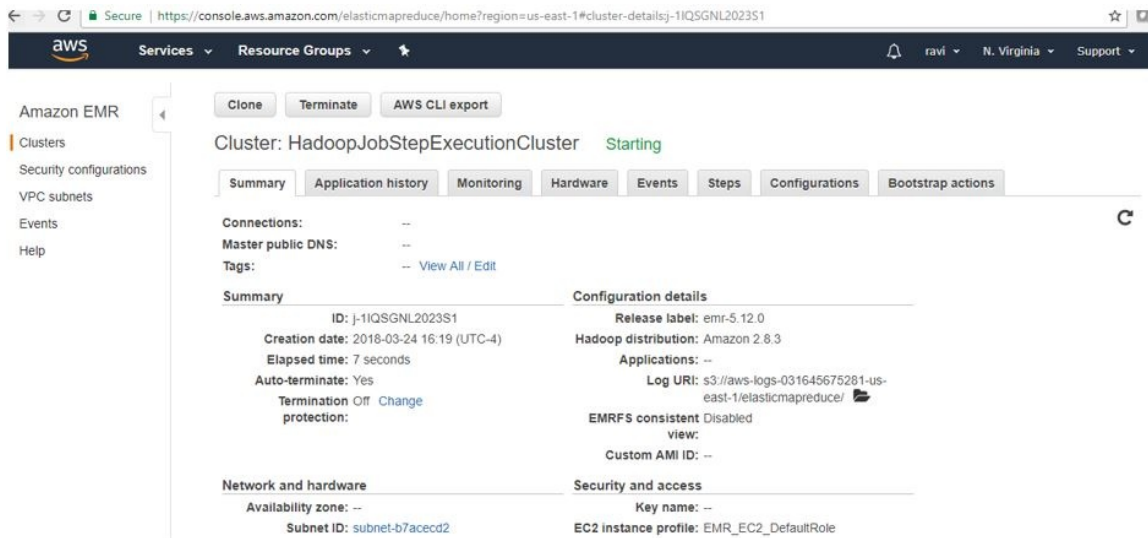 Secure | https://console.aws.amazon.com/elasticmapreduce/home?region=us-east-1#cluster-details:j-1IQSGNL2023S1
aws Services Resource Groups ravi N. Virginia Support
Amazon EMR
Clusters
Security configurations
VPC subnets
Events
Help
Clone Terminate AWS CLI export
Cluster: HadoopJobStepExecutionCluster Starting
Summary Application history Monitoring Hardware Events Steps Configurations Bootstrap actions
Connections: --
Master public DNS: --
Tags: -- View All / Edit
Summary
ID: j-1IQSGNL2023S1
Creation date: 2018-03-24 16:19 (UTC-4)
Elapsed time: 7 seconds
Auto-terminate: Yes
Termination Off Change
protection:
Configuration details
Release label: emr-5.12.0
Hadoop distribution: Amazon 2.8.3
Applications: --
Log URI: s3://aws-logs-031645675281-us-
east-1/elasticmapreduce/
EMRFS consistent Disabled
view:
Custom AMI ID: --
Network and hardware
Availability zone: --
Subnet ID: subnet-b7acecd2
Security and access
Key name: --
EC2 instance profile: EMR_EC2_DefaultRole